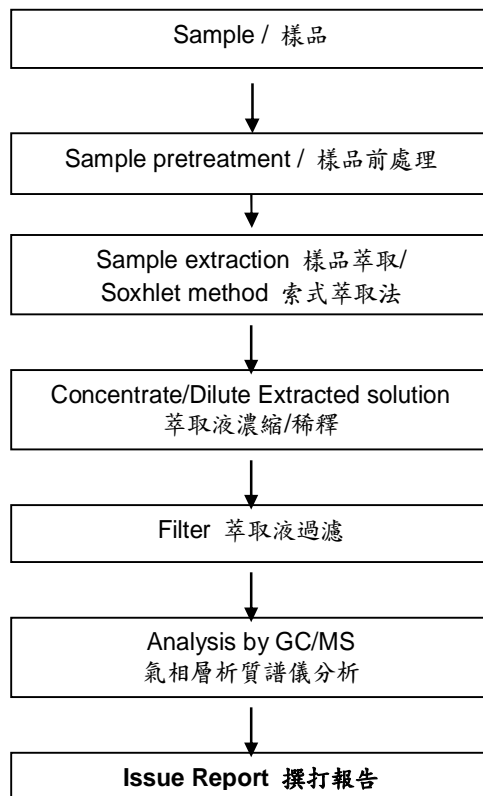 Sample / 樣品
Sample pretreatment / 樣品前處理
Sample extraction 樣品萃取/
Soxhlet method 索式萃取法
Concentrate/Dilute Extracted solution
萃取液濃縮/稀釋
Filter 萃取液過濾
Analysis by GC/MS
氣相層析質譜儀分析
Issue Report 撰打報告